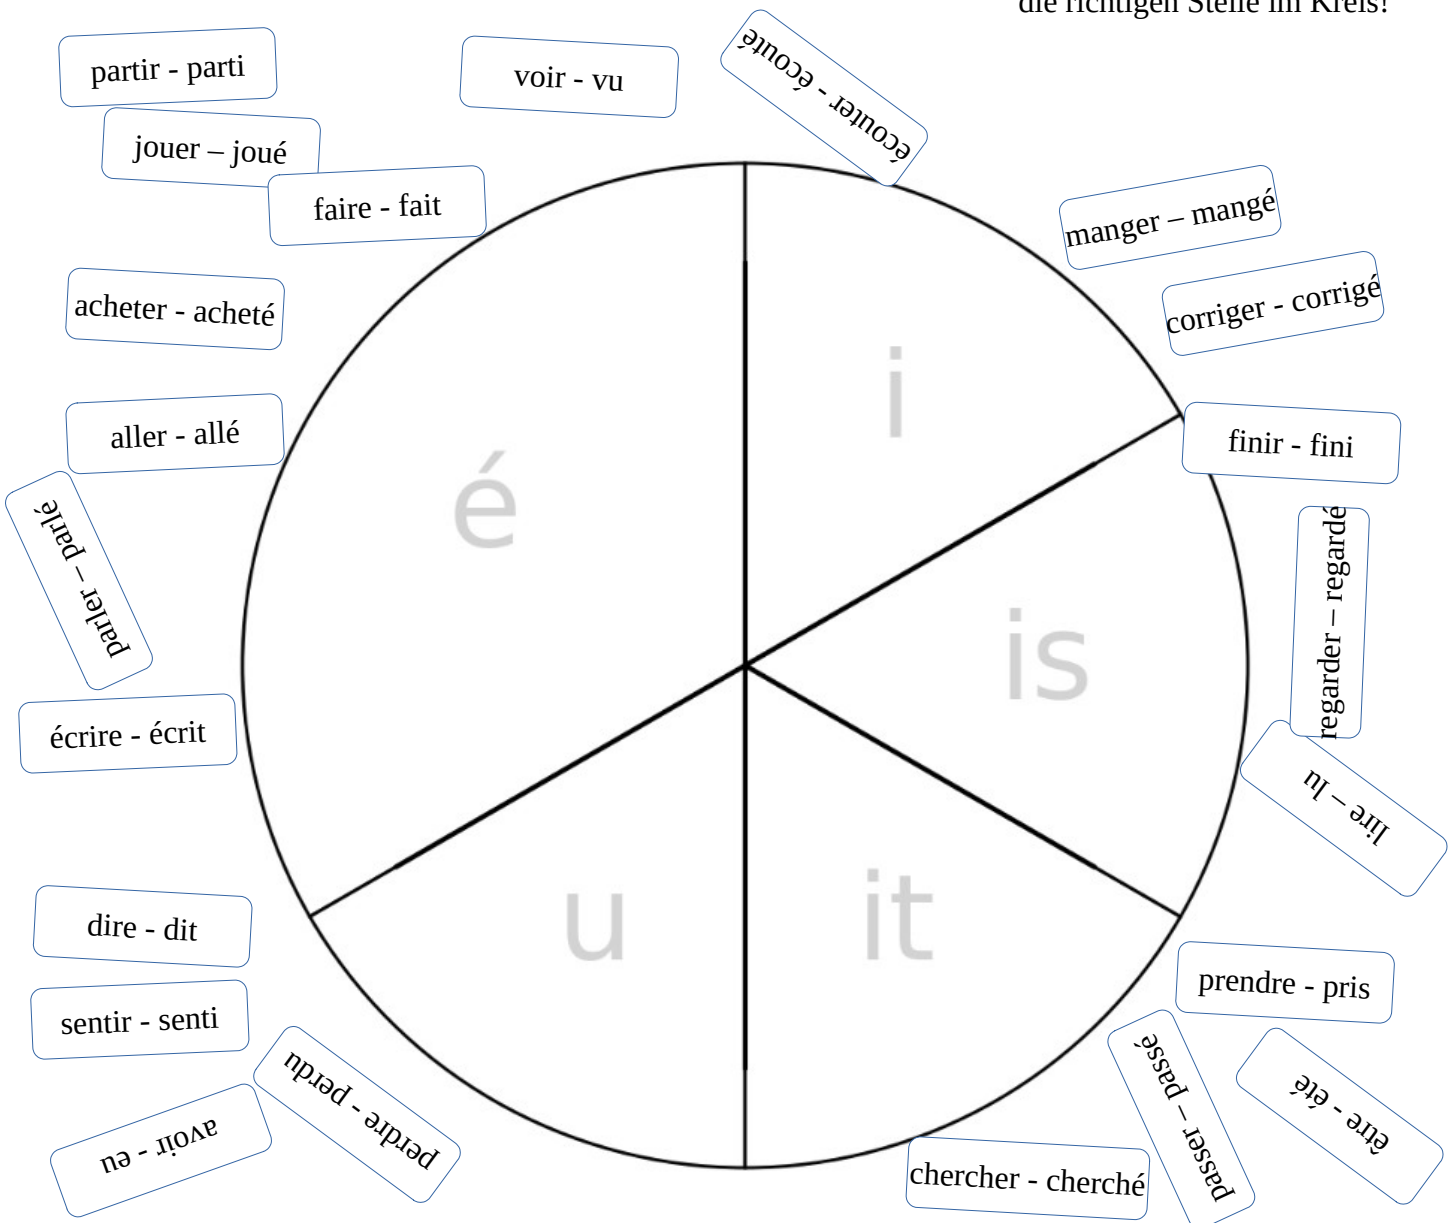 die richtigen Stelle im Kreis!
partir - parti
voir - vu
écouter - écouté
jouer – joué
faire - fait
manger – mangé
corriger - corrigé
acheter - acheté
aller - allé
finir - fini
i
é
parler – parlé
regarder – regardé
is
écrire - écrit
lire – lu
u
it
dire - dit
prendre - pris
sentir - senti
perdre - perdu
avoir - eu
passer – passé
être - été
chercher - cherché